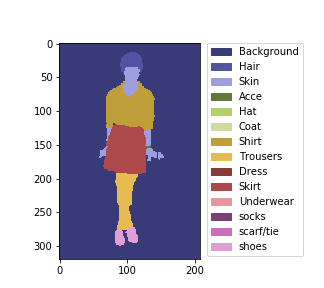 0
50
100
150
200
250
300
0
100
200
Background
Hair
Skin
Acce
Hat
Coat
Shirt
Trousers
Dress
Skirt
Underwear
socks
scarf/tie
shoes